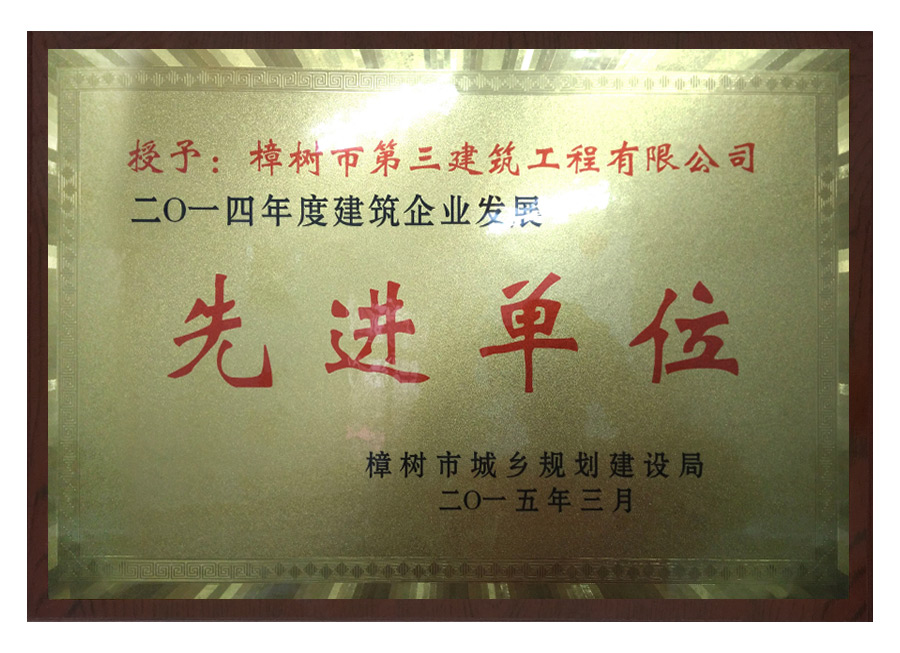 授予：樟树市第三建筑工程有限公司
二〇一四年度建筑企业发展
先进单位
樟树市城乡规划建设局
二〇一五年三月